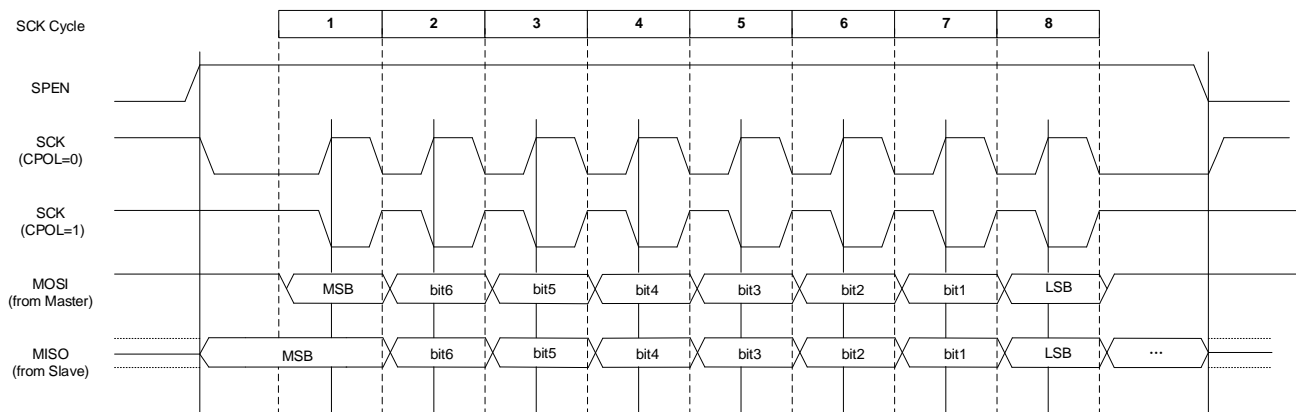 SCK Cycle 1 2 3 4 5 6 7 8
SPEN
SCK
(CPOL=0)
SCK
(CPOL=1)
MOSI
(from Master)
MSB bit6 bit5 bit4 bit3 bit2 bit1 LSB
MISO
(from Slave)
MSB bit6 bit5 bit4 bit3 bit2 bit1 LSB ...